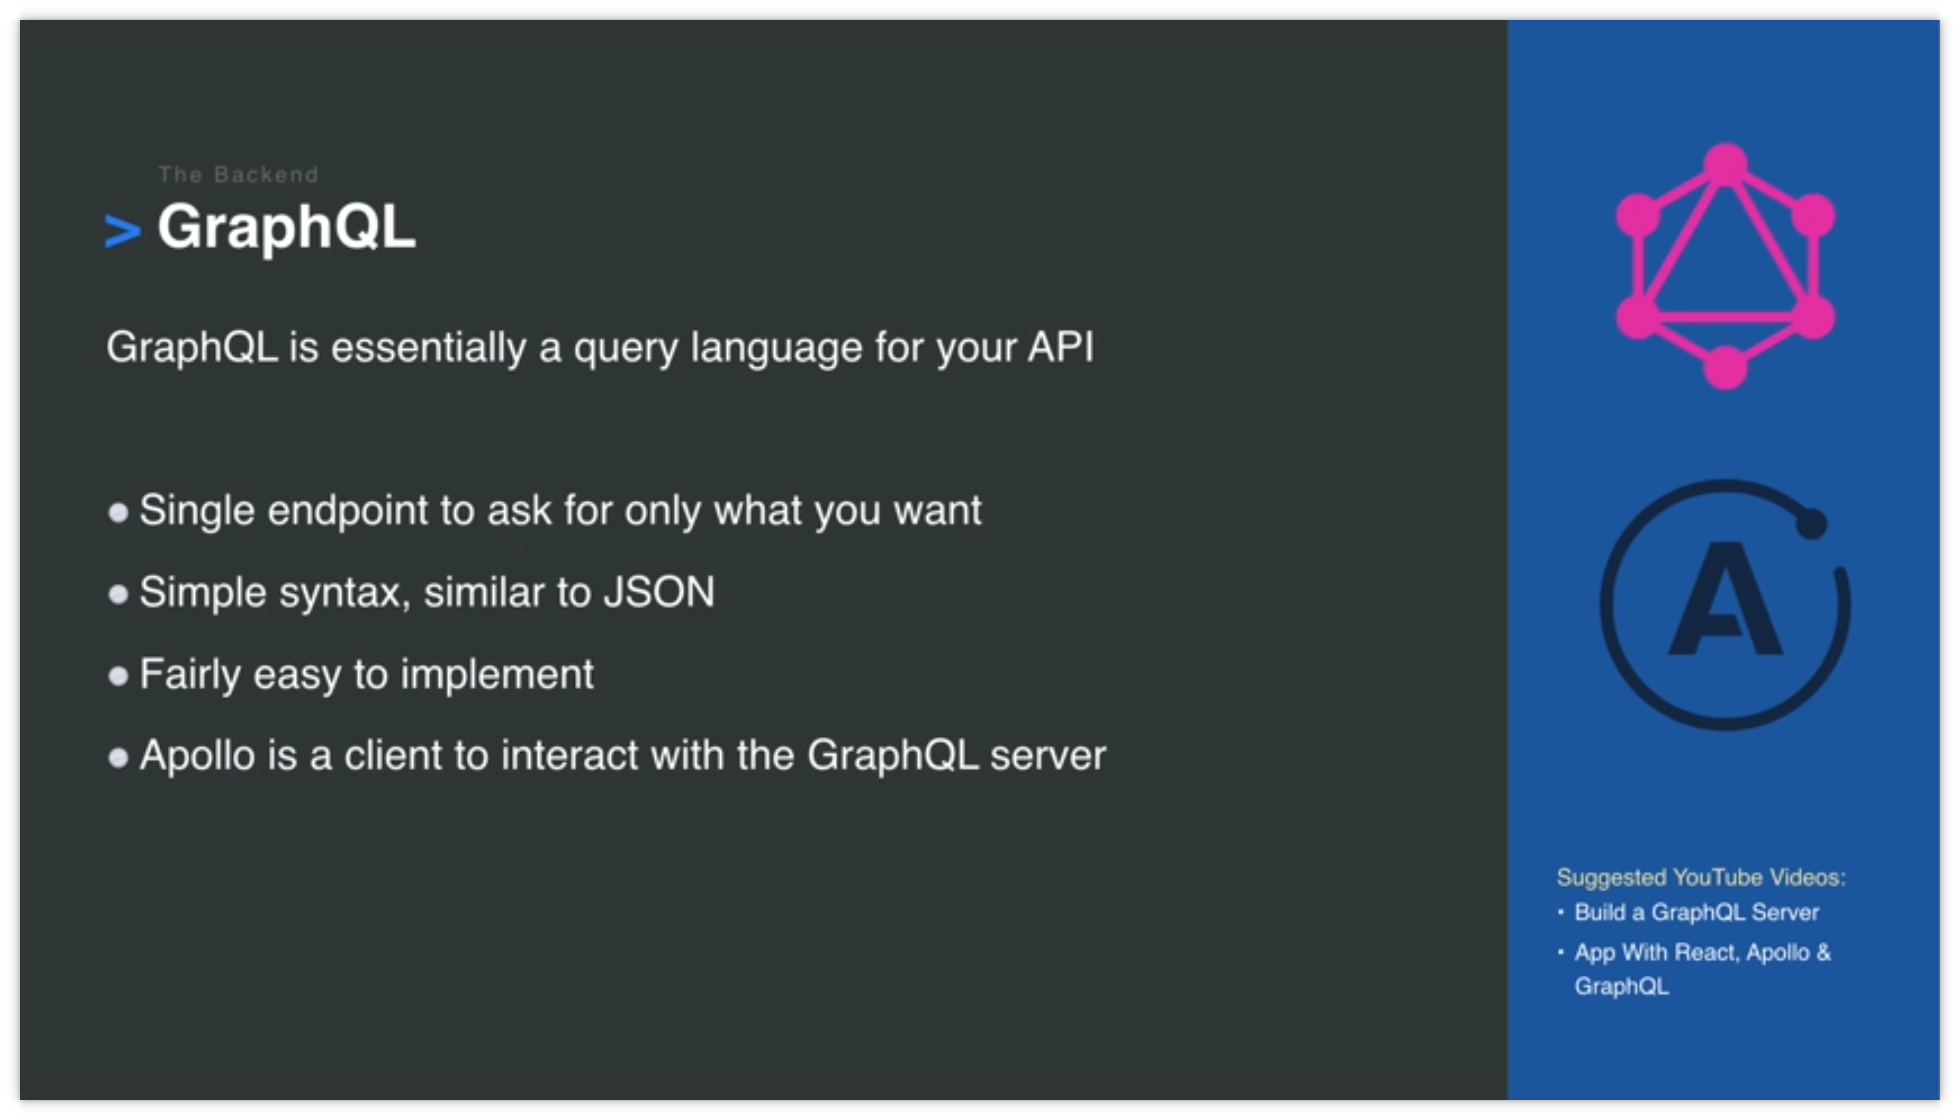 The Backend
> GraphQL
GraphQL is essentially a query language for your API
● Single endpoint to ask for only what you want
● Simple syntax, similar to JSON
● Fairly easy to implement
● Apollo is a client to interact with the GraphQL server
A
Suggested YouTube Videos:
• Build a GraphQL Server
• App With React, Apollo &
GraphQL